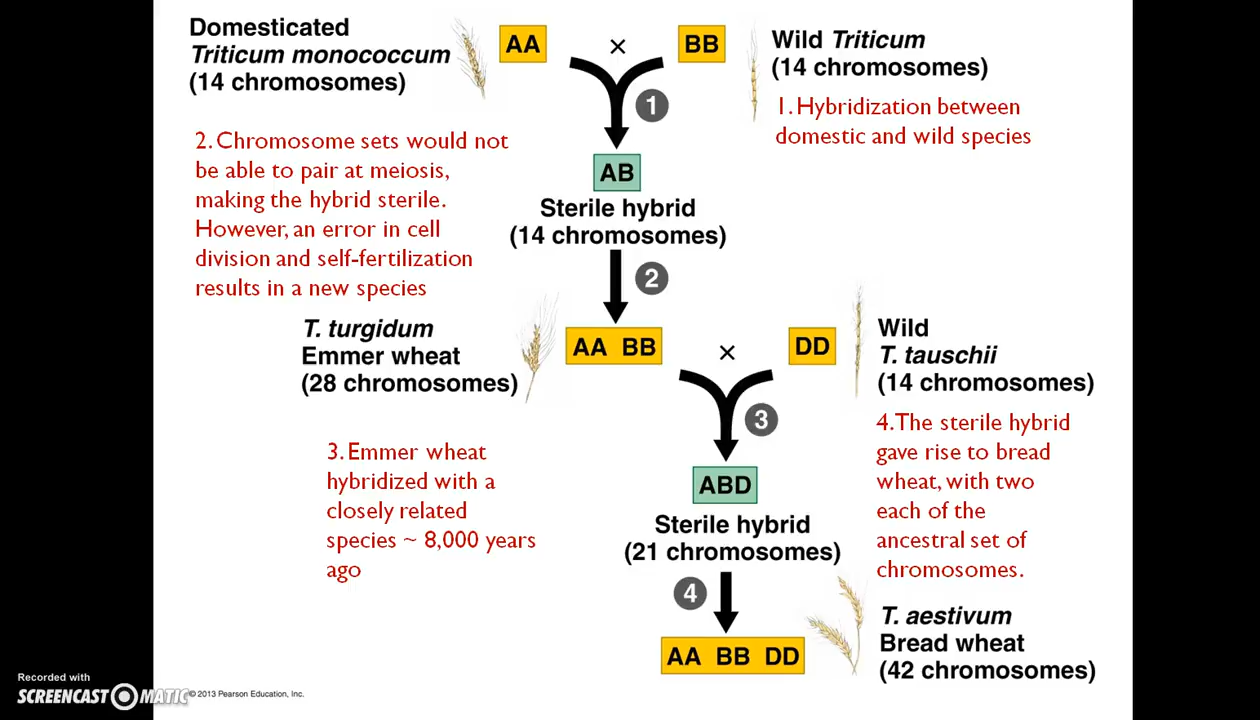 Domesticated
Triticum monococcum
(14 chromosomes)
AA
×
BB
Wild Triticum
(14 chromosomes)
1
1. Hybridization between
domestic and wild species
2. Chromosome sets would not
be able to pair at meiosis,
making the hybrid sterile.
However, an error in cell
division and self-fertilization
results in a new species
AB
Sterile hybrid
(14 chromosomes)
2
T. turgidum
Emmer wheat
(28 chromosomes)
AA BB
×
DD
Wild
T. tauschii
(14 chromosomes)
3
3. Emmer wheat
hybridized with a
closely related
species ~ 8,000 years
ago
4. The sterile hybrid
gave rise to bread
wheat, with two
each of the
ancestral set of
chromosomes.
ABD
Sterile hybrid
(21 chromosomes)
4
AA BB DD
T. aestivum
Bread wheat
(42 chromosomes)
Recorded with
SCREENCAST MATIC
© 2013 Pearson Education, Inc.